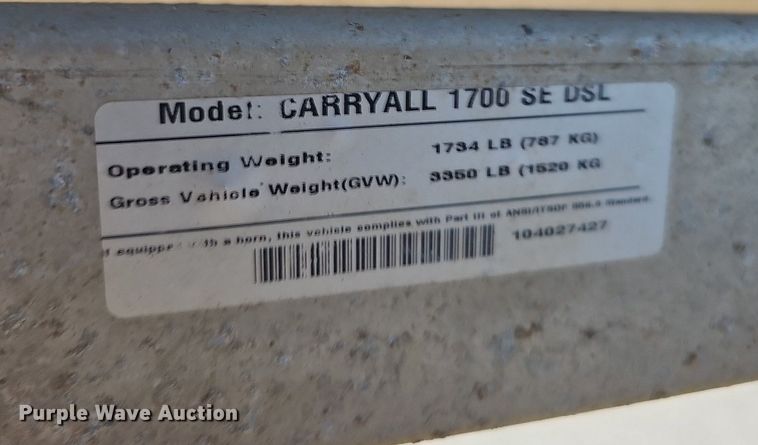 Model: CARRYALL 1700 SE DSL
Operating Weight: 1734 LB (787 KG)
Gross Vehicle Weight(GVW): 3350 LB (1520 KG
a horn, this vehicle complies with Part III of
104027427
Purple Wave Auction